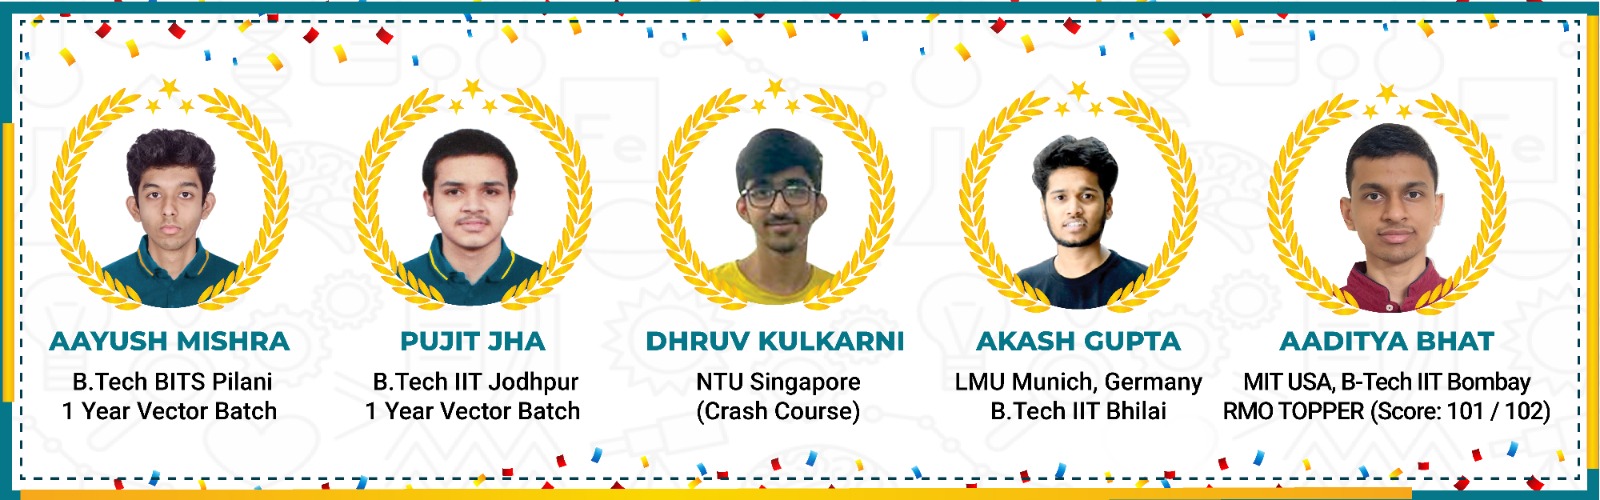 AAYUSH MISHRA
B.Tech BITS Pilani
1 Year Vector Batch
PUJIT JHA
B.Tech IIT Jodhpur
1 Year Vector Batch
DHRUV KULKARNI
NTU Singapore
(Crash Course)
AKASH GUPTA
LMU Munich, Germany
B.Tech IIT Bhilai
AADITYA BHAT
MIT USA, B-Tech IIT Bombay
RMO TOPPER (Score: 101 / 102)